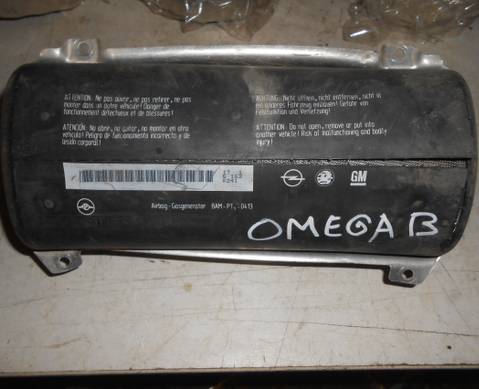 ATTENTION: Ne pas ouvrir, ne pas retirer, ne pas
monter dans un autre véhicule! Danger de
fonctionnement défectueux et de blessures!
ATENCIÓN: No abrir, no quitar, no montar en otro
vehículo! Peligro de funcionamiento incorrecto y de
lesión corporal!
ACHTUNG: Nicht öffnen, nicht entfernen, nicht in
ein anderes Fahrzeug einbauen! Gefahr von
Fehlfunktion und Verletzung!
ATTENTION: Do not open, remove or put into
another vehicle! Risk of malfunctioning and bodily
injury!
GM
Airbag-Gasgenerator BAM-PT.-0413
OMEGA B